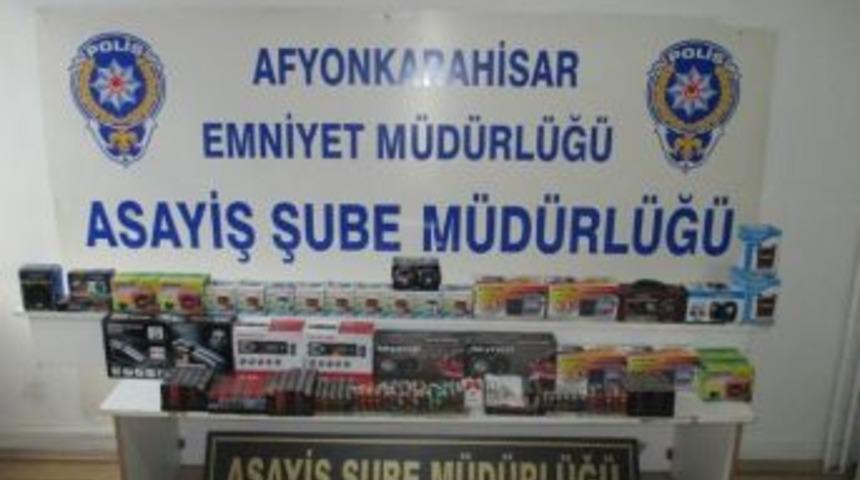 POLİS
POLİS
AFYONKARAHİSAR
EMNİYET MÜDÜRLÜĞÜ
ASAYİŞ ŞUBE MÜDÜRLÜĞÜ
ASAYİŞ ŞUBE MÜDÜRLÜĞÜ